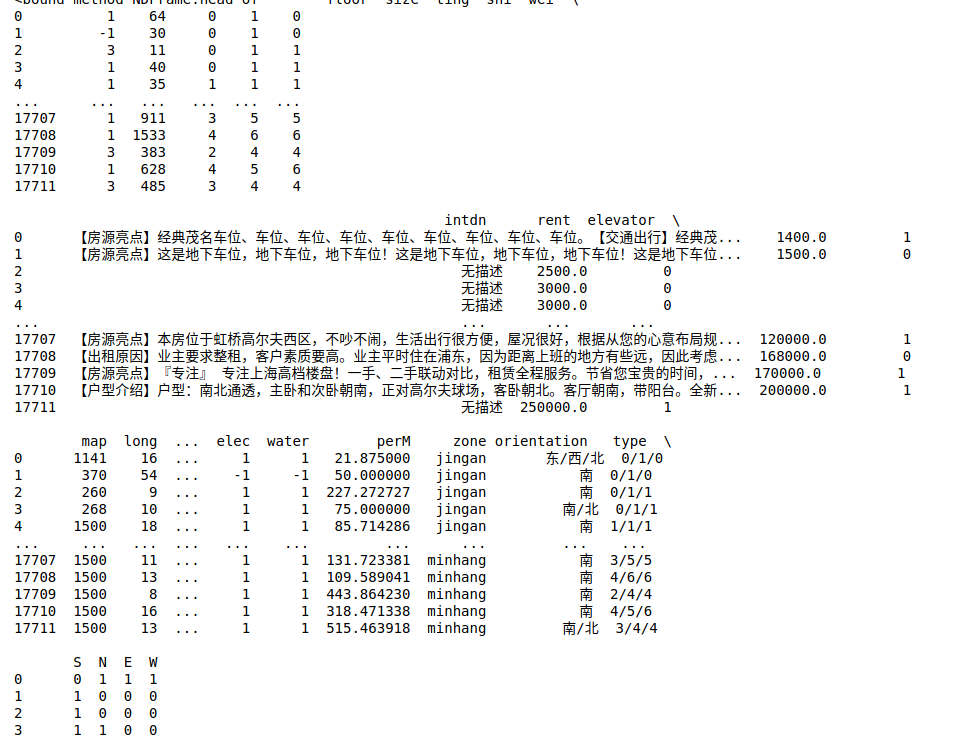 <bound method NDFrame.head of        floor  size  ting  shi  wei  \
0          1    64     0    1    0
1         -1    30     0    1    0
2          3    11     0    1    1
3          1    40     0    1    1
4          1    35     1    1    1
...      ...   ...   ...  ...  ...
17707      1   911     3    5    5
17708      1  1533     4    6    6
17709      3   383     2    4    4
17710      1   628     4    5    6
17711      3   485     3    4    4
intdn      rent  elevator  \
0      【房源亮点】经典茂名车位、车位、车位、车位、车位、车位、车位、车位、车位。【交通出行】经典茂...    1400.0         1
1      【房源亮点】这是地下车位，地下车位，地下车位！这是地下车位，地下车位，地下车位！这是地下车位...    1500.0         0
2      无描述    2500.0         0
3      无描述    3000.0         0
4      无描述    3000.0         0
...    ...       ...       ...
17707  【房源亮点】本房位于虹桥高尔夫西区，不吵不闹，生活出行很方便，屋况很好，根据从您的心意布局规...  120000.0         1
17708  【出租原因】业主要求整租，客户素质要高。业主平时住在浦东，因为距离上班的地方有些远，因此考虑...  168000.0         0
17709  【房源亮点】『专注』 专注上海高档楼盘！一手、二手联动对比，租赁全程服务。节省您宝贵的时间，...  170000.0         1
17710  【户型介绍】户型：南北通透，主卧和次卧朝南，正对高尔夫球场，客卧朝北。客厅朝南，带阳台。全新...  200000.0         1
17711  无描述  250000.0         1
map  long  ...  elec  water        perM     zone orientation   type  \
0      1141    16  ...     1      1   21.875000   jingan       东/西/北  0/1/0
1       370    54  ...    -1     -1   50.000000   jingan           南  0/1/0
2       260     9  ...     1      1  227.272727   jingan           南  0/1/1
3       268    10  ...     1      1   75.000000   jingan         南/北  0/1/1
4      1500    18  ...     1      1   85.714286   jingan           南  1/1/1
...     ...   ...  ...   ...    ...         ...      ...         ...    ...
17707  1500    11  ...     1      1  131.723381  minhang           南  3/5/5
17708  1500    13  ...     1      1  109.589041  minhang           南  4/6/6
17709  1500     8  ...     1      1  443.864230  minhang           南  2/4/4
17710  1500    16  ...     1      1  318.471338  minhang           南  4/5/6
17711  1500    13  ...     1      1  515.463918  minhang         南/北  3/4/4
S  N  E  W
0      0  1  1  1
1      1  0  0  0
2      1  0  0  0
3      1  1  0  0